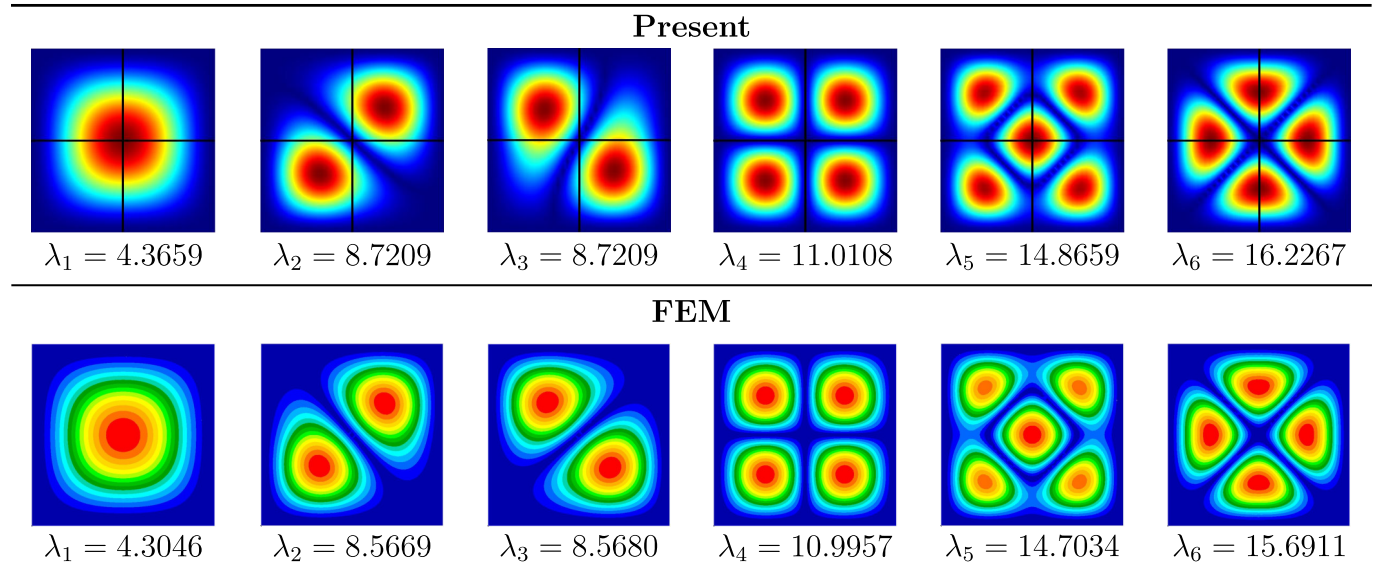 Present
λ₁ = 4.3659 λ₂ = 8.7209 λ₃ = 8.7209 λ₄ = 11.0108 λ₅ = 14.8659 λ₆ = 16.2267
FEM
λ₁ = 4.3046 λ₂ = 8.5669 λ₃ = 8.5680 λ₄ = 10.9957 λ₅ = 14.7034 λ₆ = 15.6911